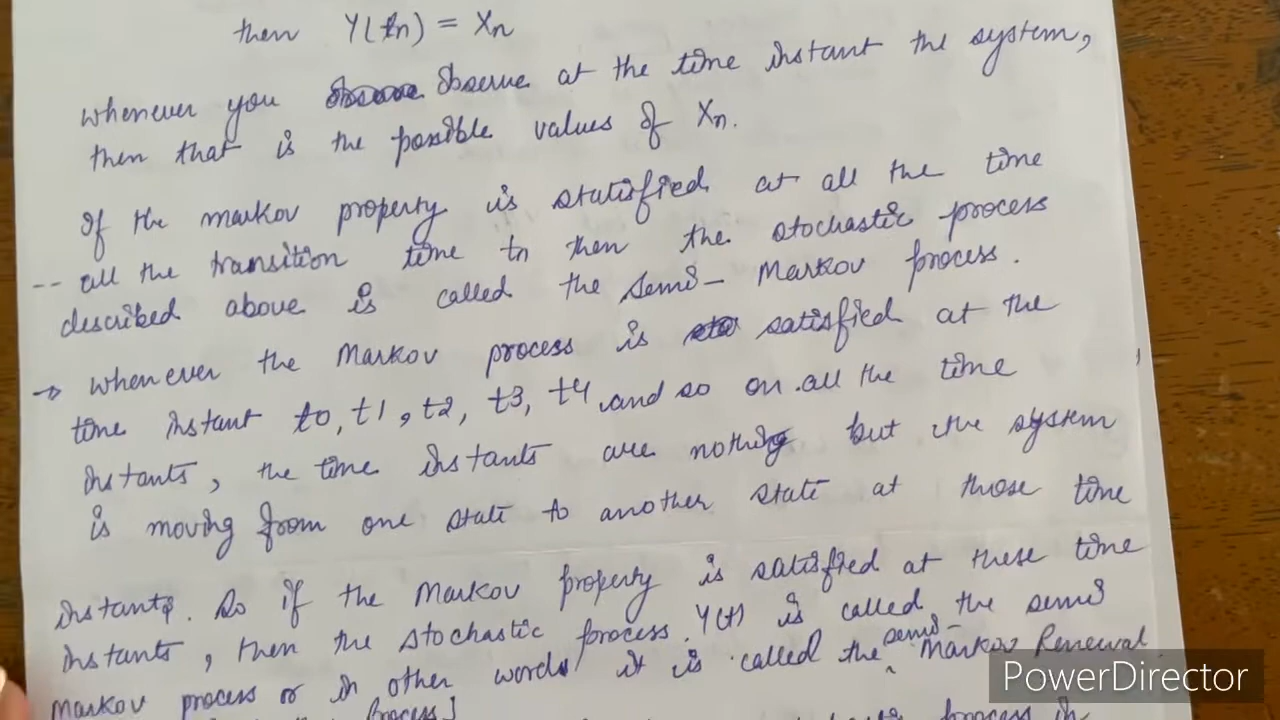 then Y(tn) = Xn
whenever you observe at the time instant the system,
then that is the possible values of Xn.
If the markov property is statisfied at all the time
-- all the transition time tn then the stochastic process
described above is called the semi- Markov process.
→ whenever the Markov process is satisfied at the
time instant to, t1, t2, t3, t4 and so on all the time
instants, the time instants are nothing but the system
is moving from one state to another state at those time
instants. So if the Markov property is satisfied at these time
instants, then the stochastic process Y(t) is called the semi
Markov process or in other words it is called the semi- Markov Renewal
Process]
process in
PowerDirector